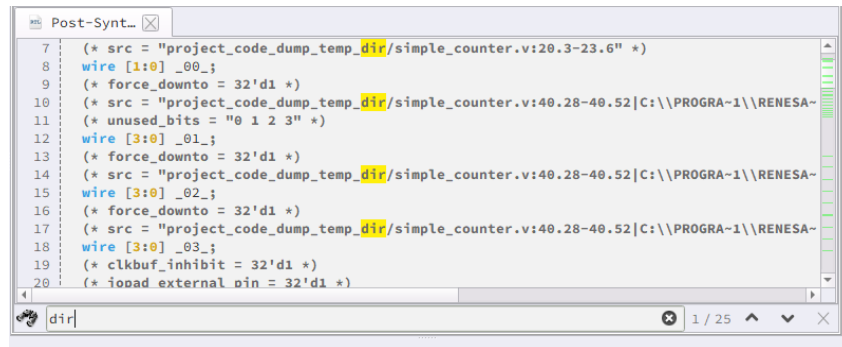 Post-Synt…
7 (* src = "project_code_dump_temp_dir/simple_counter.v:20.3-23.6" *)
8 wire [1:0] _00_;
9 (* force_downto = 32'd1 *)
10 (* src = "project_code_dump_temp_dir/simple_counter.v:40.28-40.52|C:\\PROGRA~1\\RENESA~
11 (* unused_bits = "0 1 2 3" *)
12 wire [3:0] _01_;
13 (* force_downto = 32'd1 *)
14 (* src = "project_code_dump_temp_dir/simple_counter.v:40.28-40.52|C:\\PROGRA~1\\RENESA~
15 wire [3:0] _02_;
16 (* force_downto = 32'd1 *)
17 (* src = "project_code_dump_temp_dir/simple_counter.v:40.28-40.52|C:\\PROGRA~1\\RENESA~
18 wire [3:0] _03_;
19 (* clkbuf_inhibit = 32'd1 *)
20 (* iopad_external_pin = 32'd1 *)
dir 1 / 25